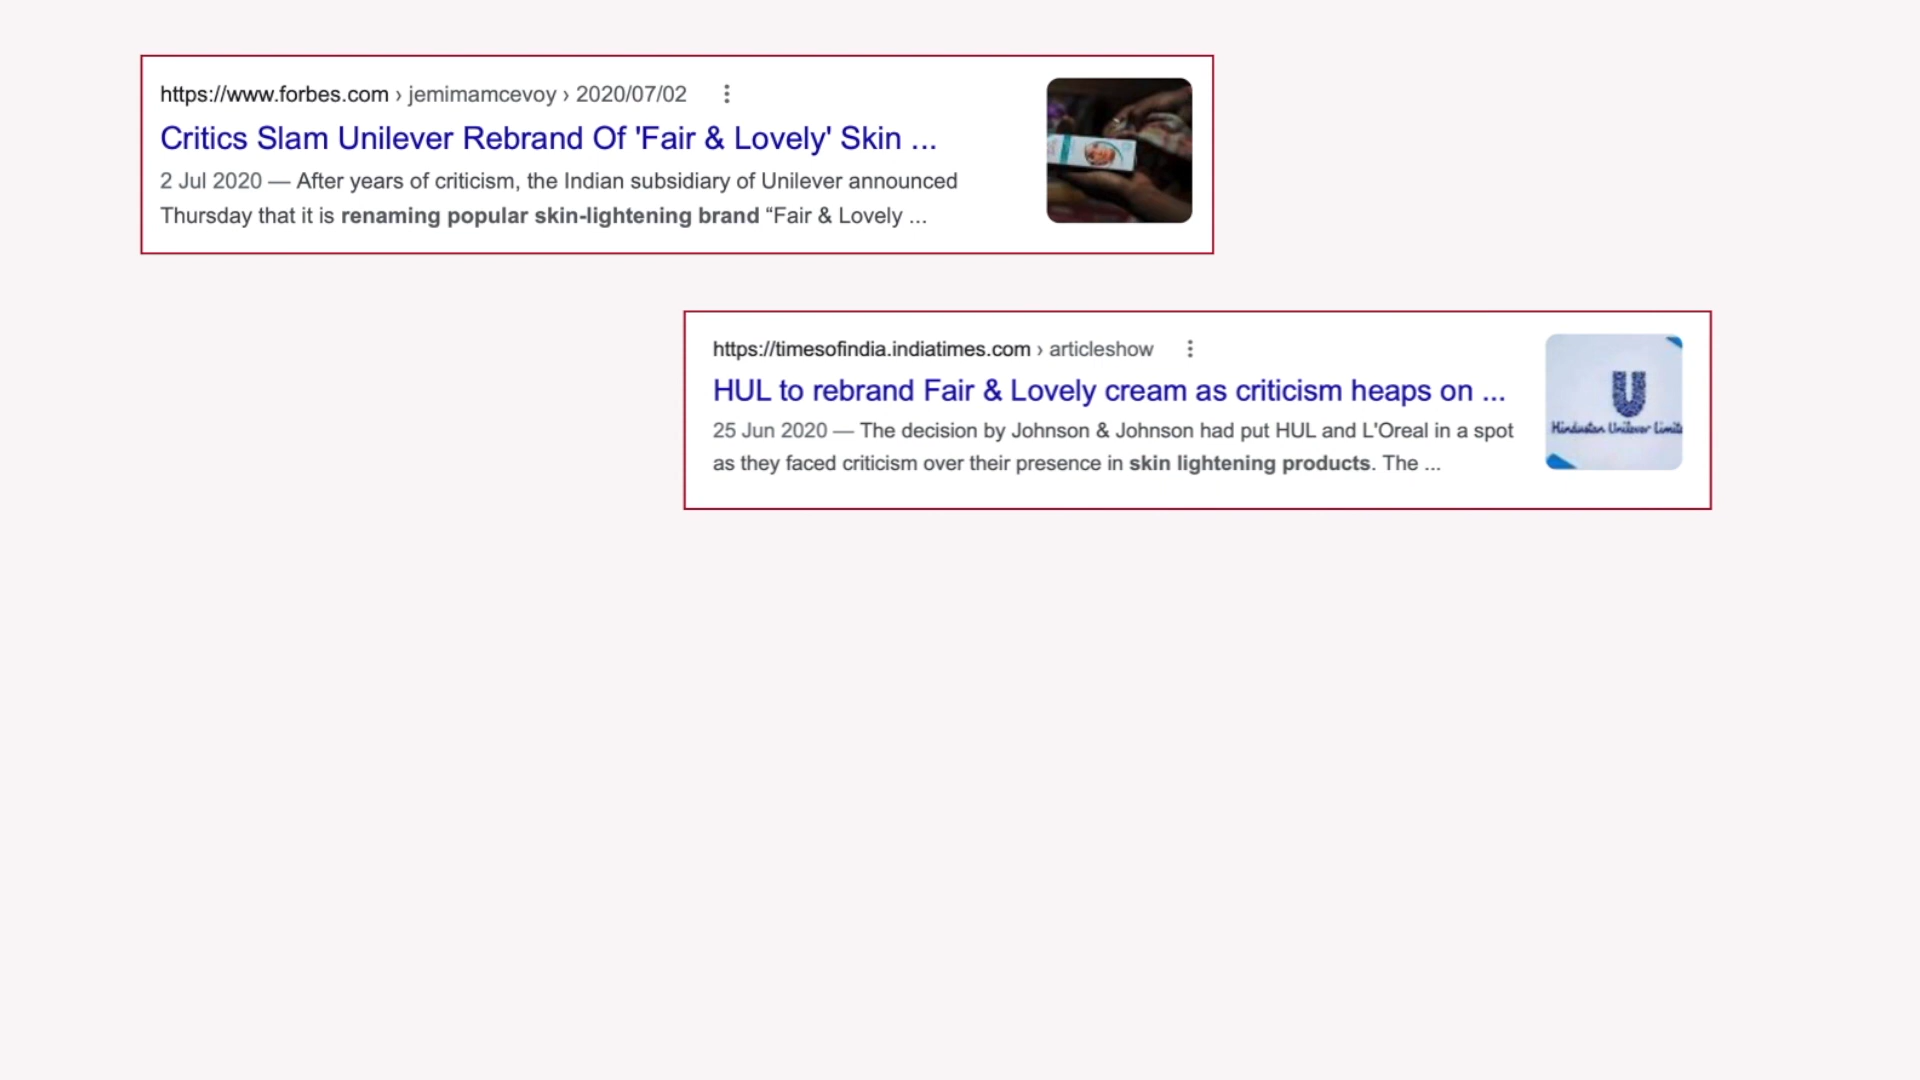 https://www.forbes.com › jemimamcevoy › 2020/07/02
Critics Slam Unilever Rebrand Of 'Fair & Lovely' Skin ...
2 Jul 2020 — After years of criticism, the Indian subsidiary of Unilever announced
Thursday that it is renaming popular skin-lightening brand “Fair & Lovely ...
https://timesofindia.indiatimes.com › articleshow
HUL to rebrand Fair & Lovely cream as criticism heaps on ...
25 Jun 2020 — The decision by Johnson & Johnson had put HUL and L'Oreal in a spot
as they faced criticism over their presence in skin lightening products. The ...
Hindustan Unilever Limite